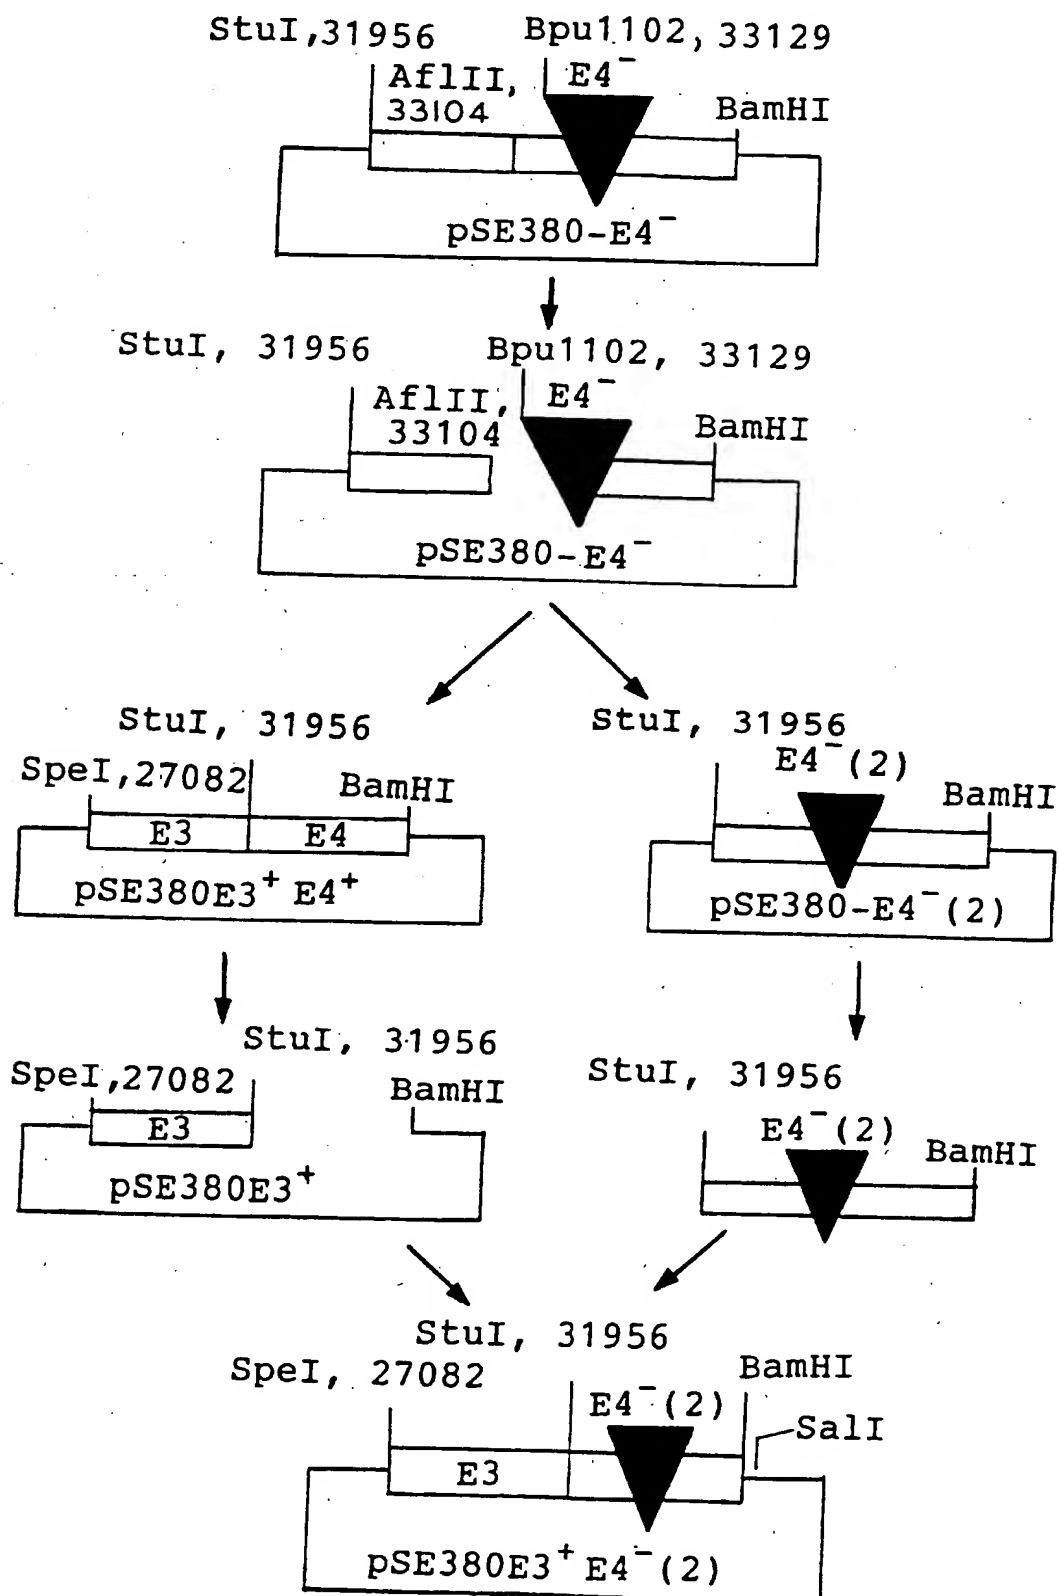 StuI,31956 Bpu1102, 33129
AflII, E4⁻
33104 BamHI
pSE380-E4⁻
StuI, 31956 Bpu1102, 33129
AflII, E4⁻
33104 BamHI
pSE380-E4⁻
StuI, 31956
SpeI,27082 BamHI
E3 E4
pSE380E3⁺ E4⁺
StuI, 31956
E4⁻(2)
BamHI
pSE380-E4⁻(2)
StuI, 31956
SpeI,27082 BamHI
E3
pSE380E3⁺
StuI, 31956
E4⁻(2)
BamHI
StuI, 31956
SpeI, 27082 BamHI
E4⁻(2)
SalI
E3
pSE380E3⁺ E4⁻(2)